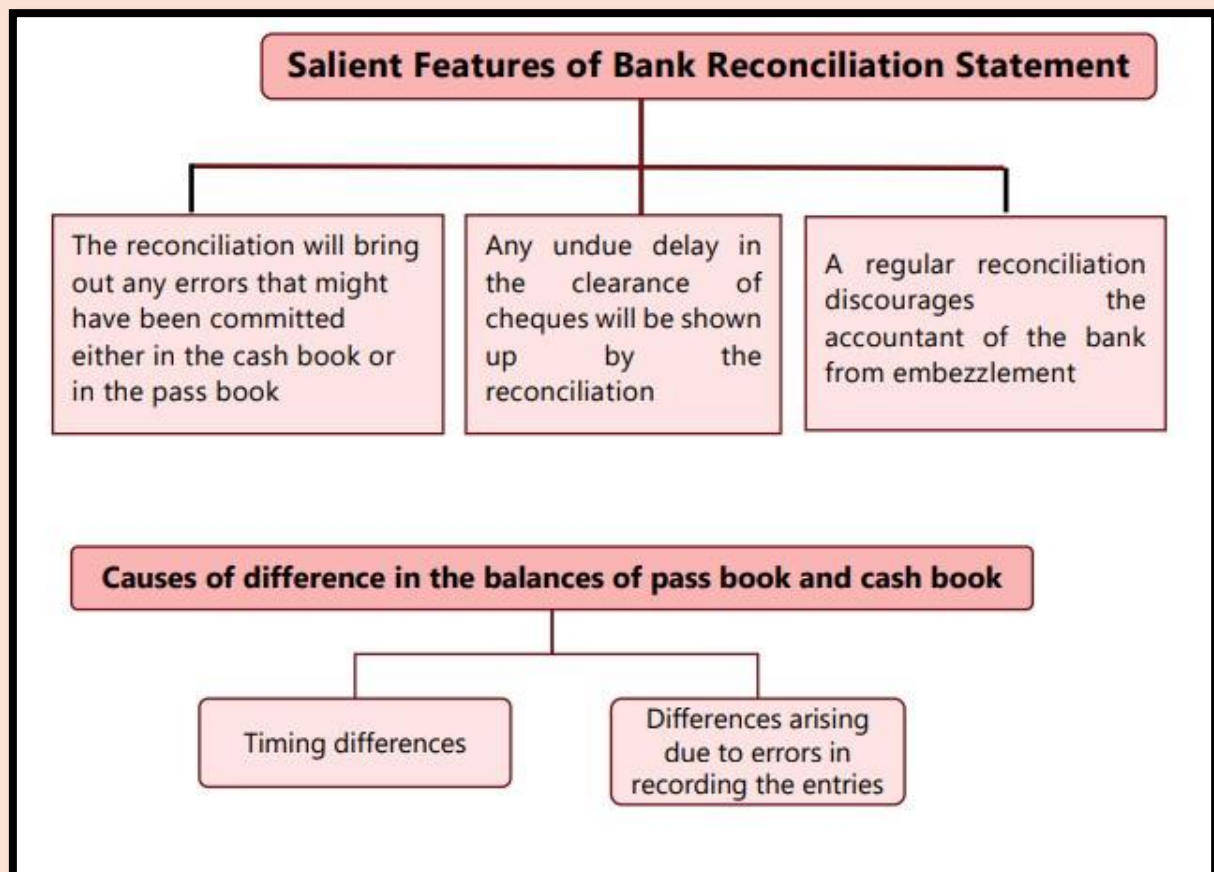 Salient Features of Bank Reconciliation Statement
The reconciliation will bring
out any errors that might
have been committed
either in the cash book or
in the pass book
Any undue delay in
the clearance of
cheques will be shown
up by the
reconciliation
A regular reconciliation
discourages the
accountant of the bank
from embezzlement
Causes of difference in the balances of pass book and cash book
Timing differences
Differences arising
due to errors in
recording the entries